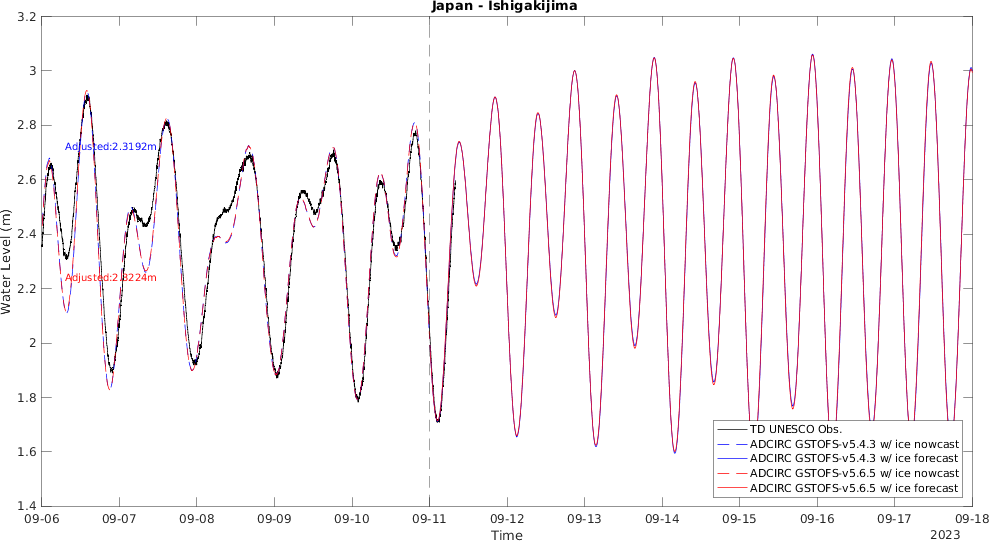 Japan - Ishigakijima
3.2
3
2.8
2.6
2.4
2.2
2
1.8
1.6
1.4
Water Level (m)
Adjusted:2.3192m
Adjusted:2.3224m
TD UNESCO Obs.
ADCIRC GSTOFS-v5.4.3 w/ ice nowcast
ADCIRC GSTOFS-v5.4.3 w/ ice forecast
ADCIRC GSTOFS-v5.6.5 w/ ice nowcast
ADCIRC GSTOFS-v5.6.5 w/ ice forecast
09-06 09-07 09-08 09-09 09-10 09-11 09-12 09-13 09-14 09-15 09-16 09-17 09-18
Time
2023